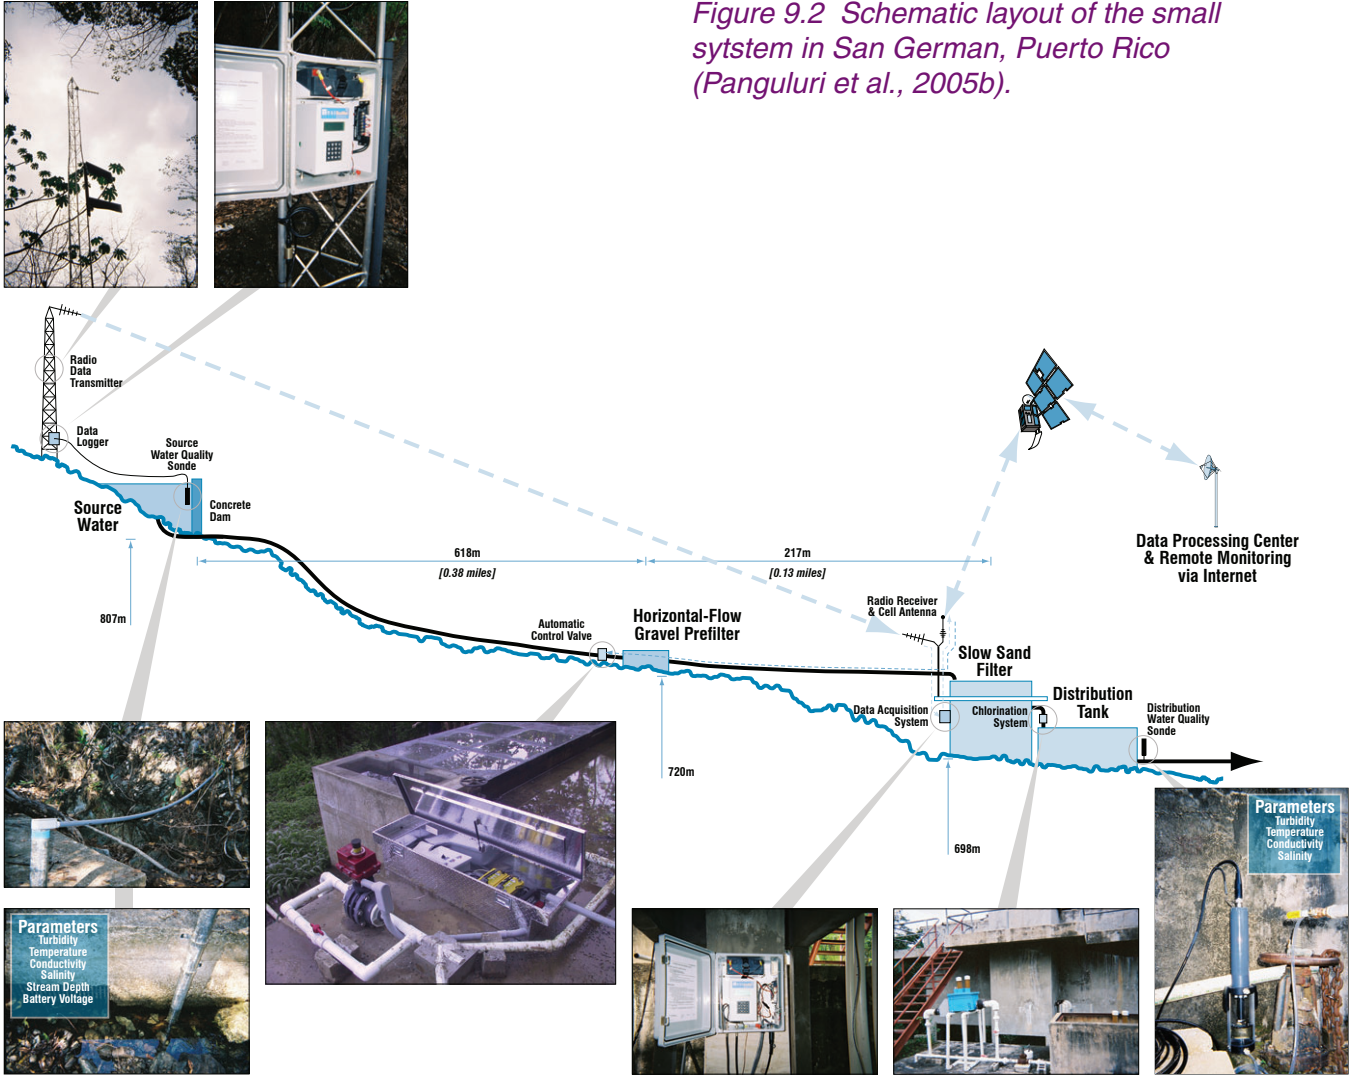 Figure 9.2 Schematic layout of the small
sytstem in San German, Puerto Rico
(Panguluri et al., 2005b).
Radio
Data
Transmitter
Data
Logger
Source
Water Quality
Sonde
Source
Water
Concrete
Dam
807m
618m
[0.38 miles]
217m
[0.13 miles]
Data Processing Center
& Remote Monitoring
via Internet
Radio Receiver
& Cell Antenna
Automatic
Control Valve
Horizontal-Flow
Gravel Prefilter
Slow Sand
Filter
Data Acquisition
System
Chlorination
System
Distribution
Tank
Distribution
Water Quality
Sonde
720m
698m
Parameters
Turbidity
Temperature
Conductivity
Salinity
Parameters
Turbidity
Temperature
Conductivity
Salinity
Stream Depth
Battery Voltage